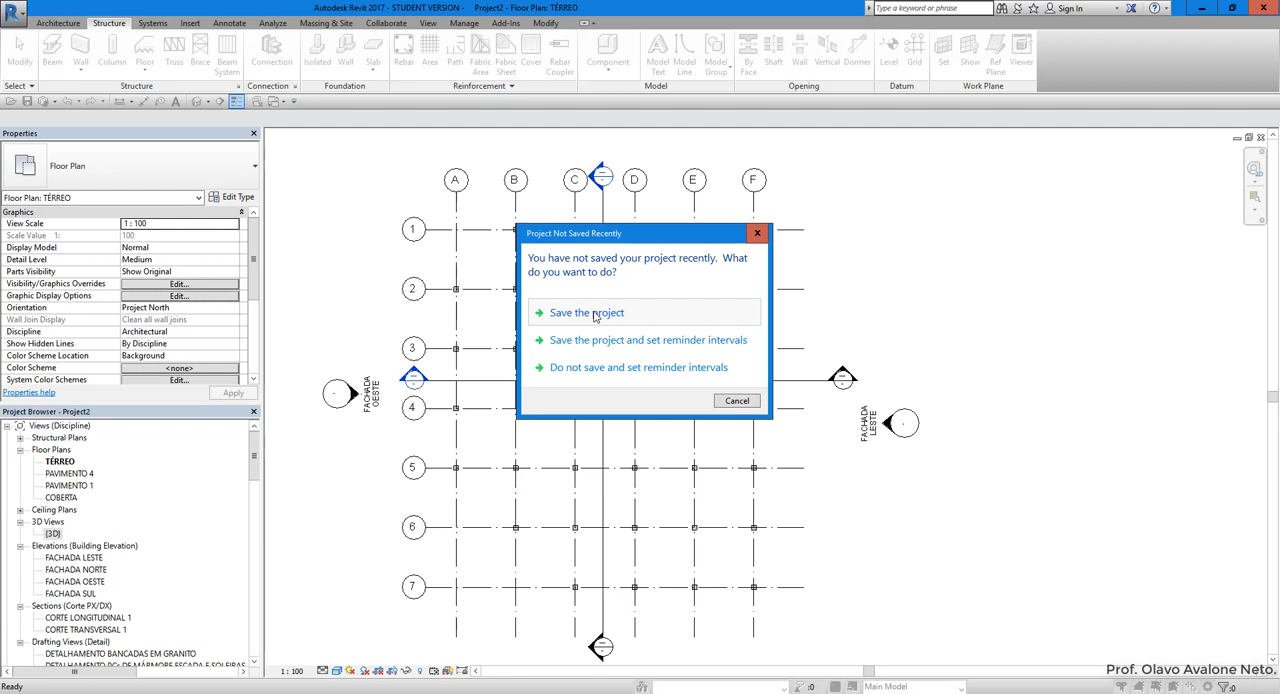 Autodesk Revit 2017 - STUDENT VERSION - Project2 - Floor Plan: TÉRREO
Type a keyword or phrase
Sign In
Architecture Structure Systems Insert Annotate Analyze Massing & Site Collaborate View Manage Add-Ins Modify
Modify Beam Wall Column Floor Truss Brace Beam System Connection Isolated Wall Slab Rebar Area Path Fabric Area Fabric Sheet Cover Rebar Coupler Component Model Text Model Line Model Group By Face Shaft Wall Vertical Dormer Level Grid Set Show Ref Plane Viewer
Select Structure Connection Foundation Reinforcement Model Opening Datum Work Plane
Properties
Floor Plan
Floor Plan: TÉRREO Edit Type
Graphics
View Scale 1 : 100
Scale Value 1: 100
Display Model Normal
Detail Level Medium
Parts Visibility Show Original
Visibility/Graphics Overrides Edit...
Graphic Display Options Edit...
Orientation Project North
Wall Join Display Clean all wall joins
Discipline Architectural
Show Hidden Lines By Discipline
Color Scheme Location Background
Color Scheme <none>
System Color Schemes Edit...
Properties help Apply
Project Browser - Project2
Views (Discipline)
Structural Plans
Floor Plans
TÉRREO
PAVIMENTO 4
PAVIMENTO 1
COBERTA
Ceiling Plans
3D Views
{3D}
Elevations (Building Elevation)
FACHADA LESTE
FACHADA NORTE
FACHADA OESTE
FACHADA SUL
Sections (Corte PX/DX)
CORTE LONGITUDINAL 1
CORTE TRANSVERSAL 1
Drafting Views (Detail)
DETALHAMENTO BANCADAS EM GRANITO
DETALHAMENTO PCs DE MÁRMORE ESCADA E SOLEIRAS
A B C D E F
1
2
3
4
5
6
7
FACHADA
OESTE
FACHADA
LESTE
Project Not Saved Recently
You have not saved your project recently. What
do you want to do?
Save the project
Save the project and set reminder intervals
Do not save and set reminder intervals
Cancel
1 : 100
Prof. Olavo Avalone Neto.
Ready
:0
Main Model
:0